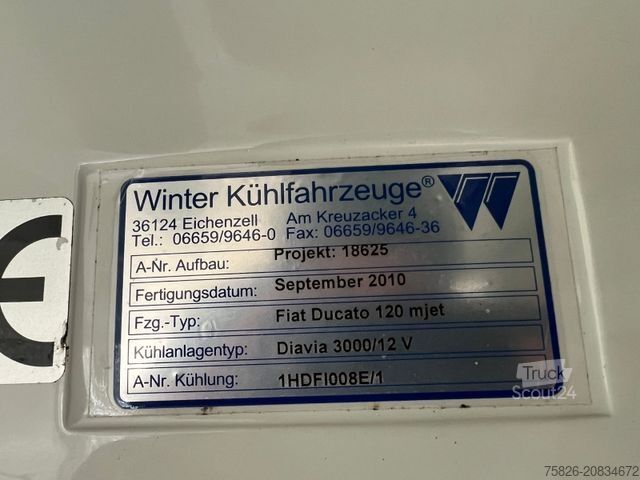 Winter Kühlfahrzeuge®
36124 Eichenzell Am Kreuzacker 4
Tel.: 06659/9646-0 Fax: 06659/9646-36
A-Nr. Aufbau: Projekt: 18625
Fertigungsdatum: September 2010
Fzg.-Typ: Fiat Ducato 120 mjet
Kühlanlagentyp: Diavia 3000/12 V
A-Nr. Kühlung: 1HDFI008E/1
CE
Truck
Scout24
75826-20834672